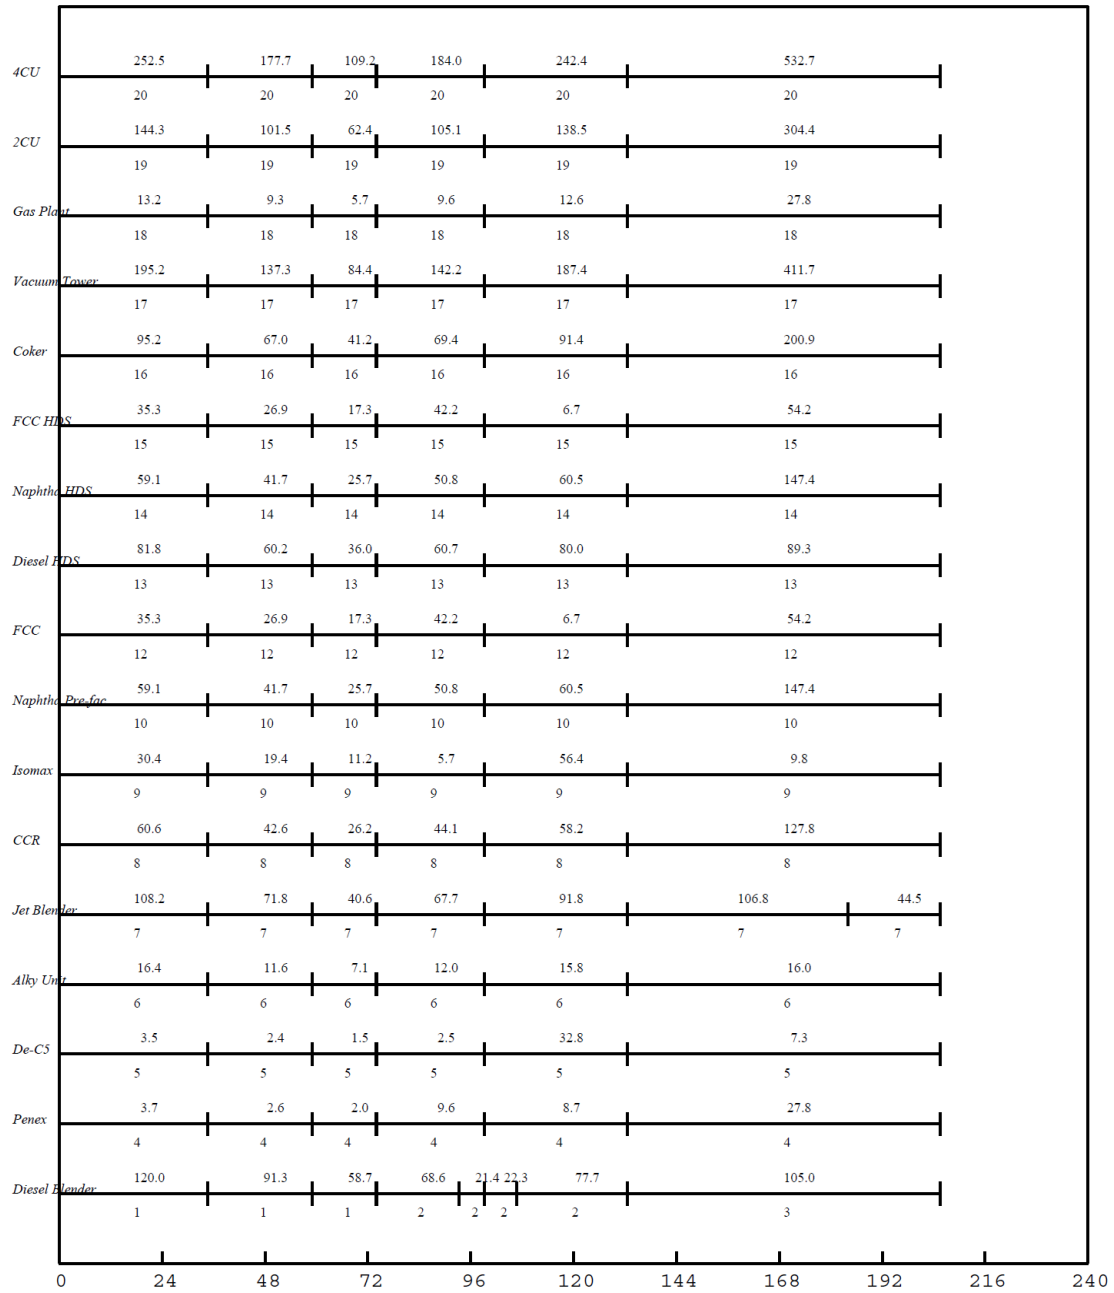 252.5 177.7 109.2 184.0 242.4 532.7
4CU
20 20 20 20 20 20
144.3 101.5 62.4 105.1 138.5 304.4
2CU
19 19 19 19 19 19
13.2 9.3 5.7 9.6 12.6 27.8
Gas Plant
18 18 18 18 18 18
195.2 137.3 84.4 142.2 187.4 411.7
Vacuum Tower
17 17 17 17 17 17
95.2 67.0 41.2 69.4 91.4 200.9
Coker
16 16 16 16 16 16
35.3 26.9 17.3 42.2 6.7 54.2
FCC HDS
15 15 15 15 15 15
59.1 41.7 25.7 50.8 60.5 147.4
Naphtha HDS
14 14 14 14 14 14
81.8 60.2 36.0 60.7 80.0 89.3
Diesel HDS
13 13 13 13 13 13
35.3 26.9 17.3 42.2 6.7 54.2
FCC
12 12 12 12 12 12
59.1 41.7 25.7 50.8 60.5 147.4
Naphtha Pre-fac
10 10 10 10 10 10
30.4 19.4 11.2 5.7 56.4 9.8
Isomax
9 9 9 9 9 9
60.6 42.6 26.2 44.1 58.2 127.8
CCR
8 8 8 8 8 8
108.2 71.8 40.6 67.7 91.8 106.8 44.5
Jet Blender
7 7 7 7 7 7 7
16.4 11.6 7.1 12.0 15.8 16.0
Alky Unit
6 6 6 6 6 6
3.5 2.4 1.5 2.5 32.8 7.3
De-C5
5 5 5 5 5 5
3.7 2.6 2.0 9.6 8.7 27.8
Penex
4 4 4 4 4 4
120.0 91.3 58.7 68.6 21.4 22.3 77.7 105.0
Diesel Blender
1 1 1 2 2 2 2 3
0 24 48 72 96 120 144 168 192 216 240